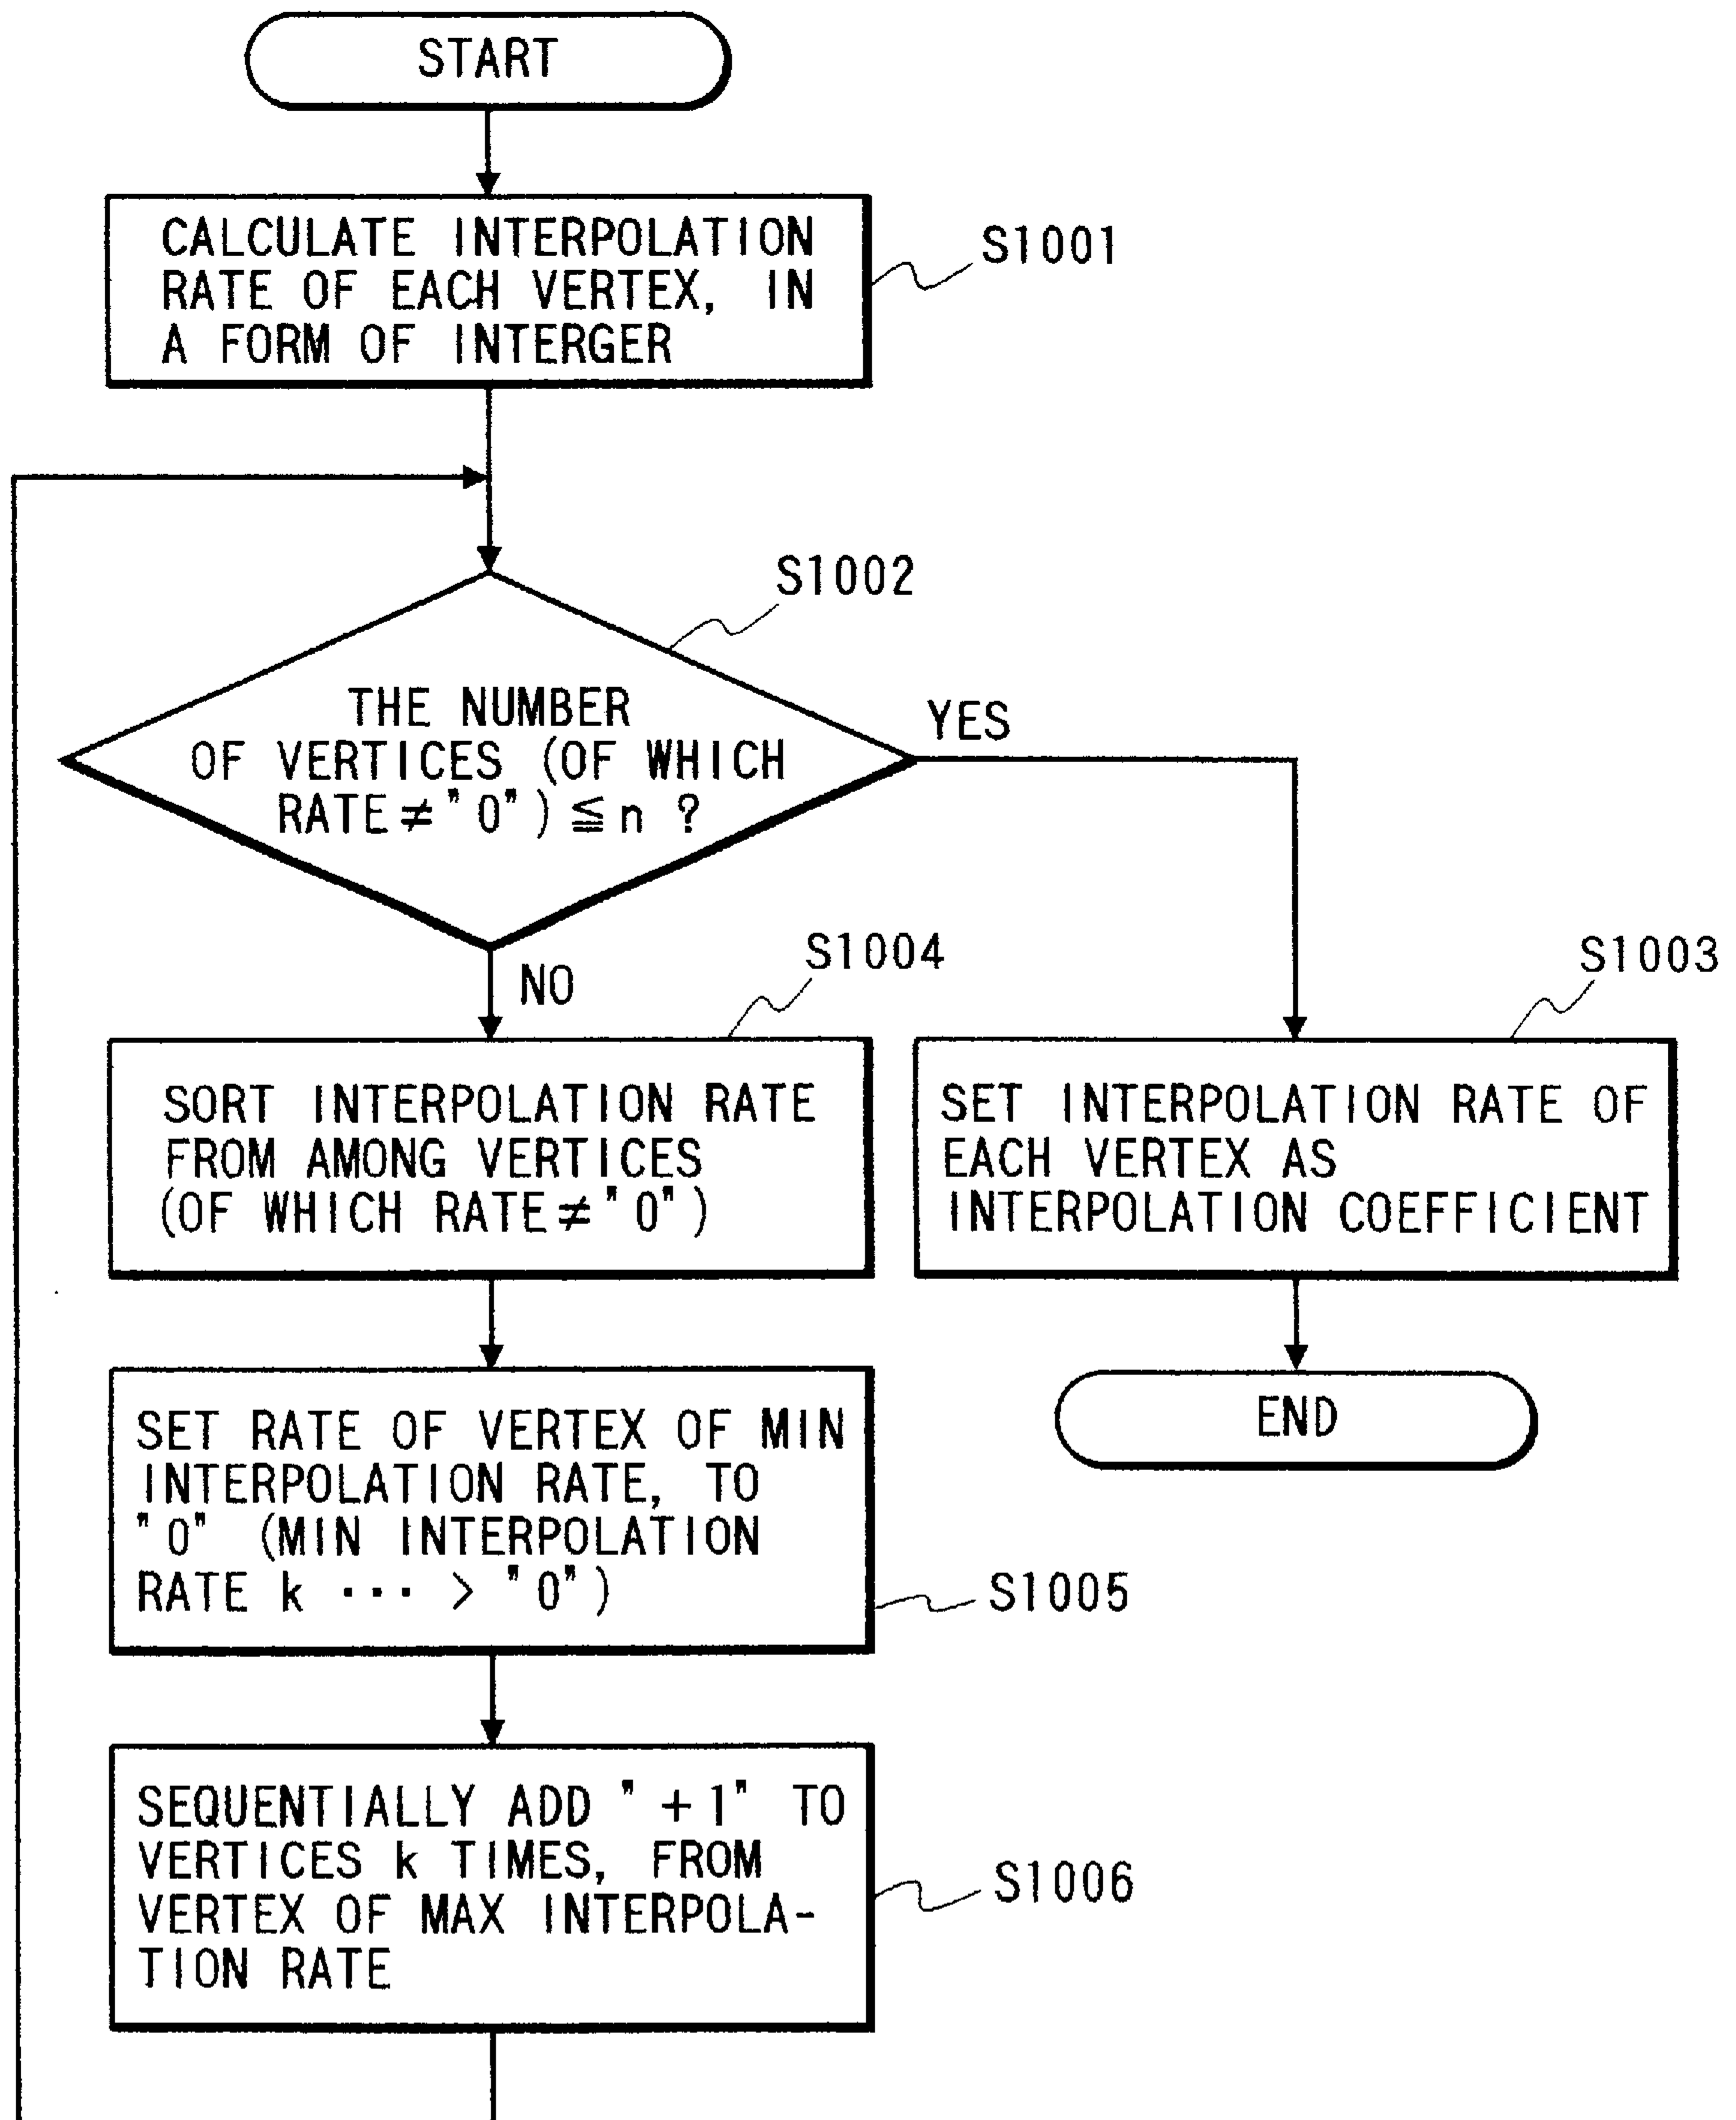 START
CALCULATE INTERPOLATION
RATE OF EACH VERTEX, IN
A FORM OF INTERGER
S1001
S1002
THE NUMBER
OF VERTICES (OF WHICH
RATE≠"0")≦n ?
YES
NO
S1004
S1003
SORT INTERPOLATION RATE
FROM AMONG VERTICES
(OF WHICH RATE≠"0")
SET INTERPOLATION RATE OF
EACH VERTEX AS
INTERPOLATION COEFFICIENT
SET RATE OF VERTEX OF MIN
INTERPOLATION RATE, TO
"0" (MIN INTERPOLATION
RATE k ··· > "0")
S1005
END
SEQUENTIALLY ADD "+1" TO
VERTICES k TIMES, FROM
VERTEX OF MAX INTERPOLA-
TION RATE
S1006